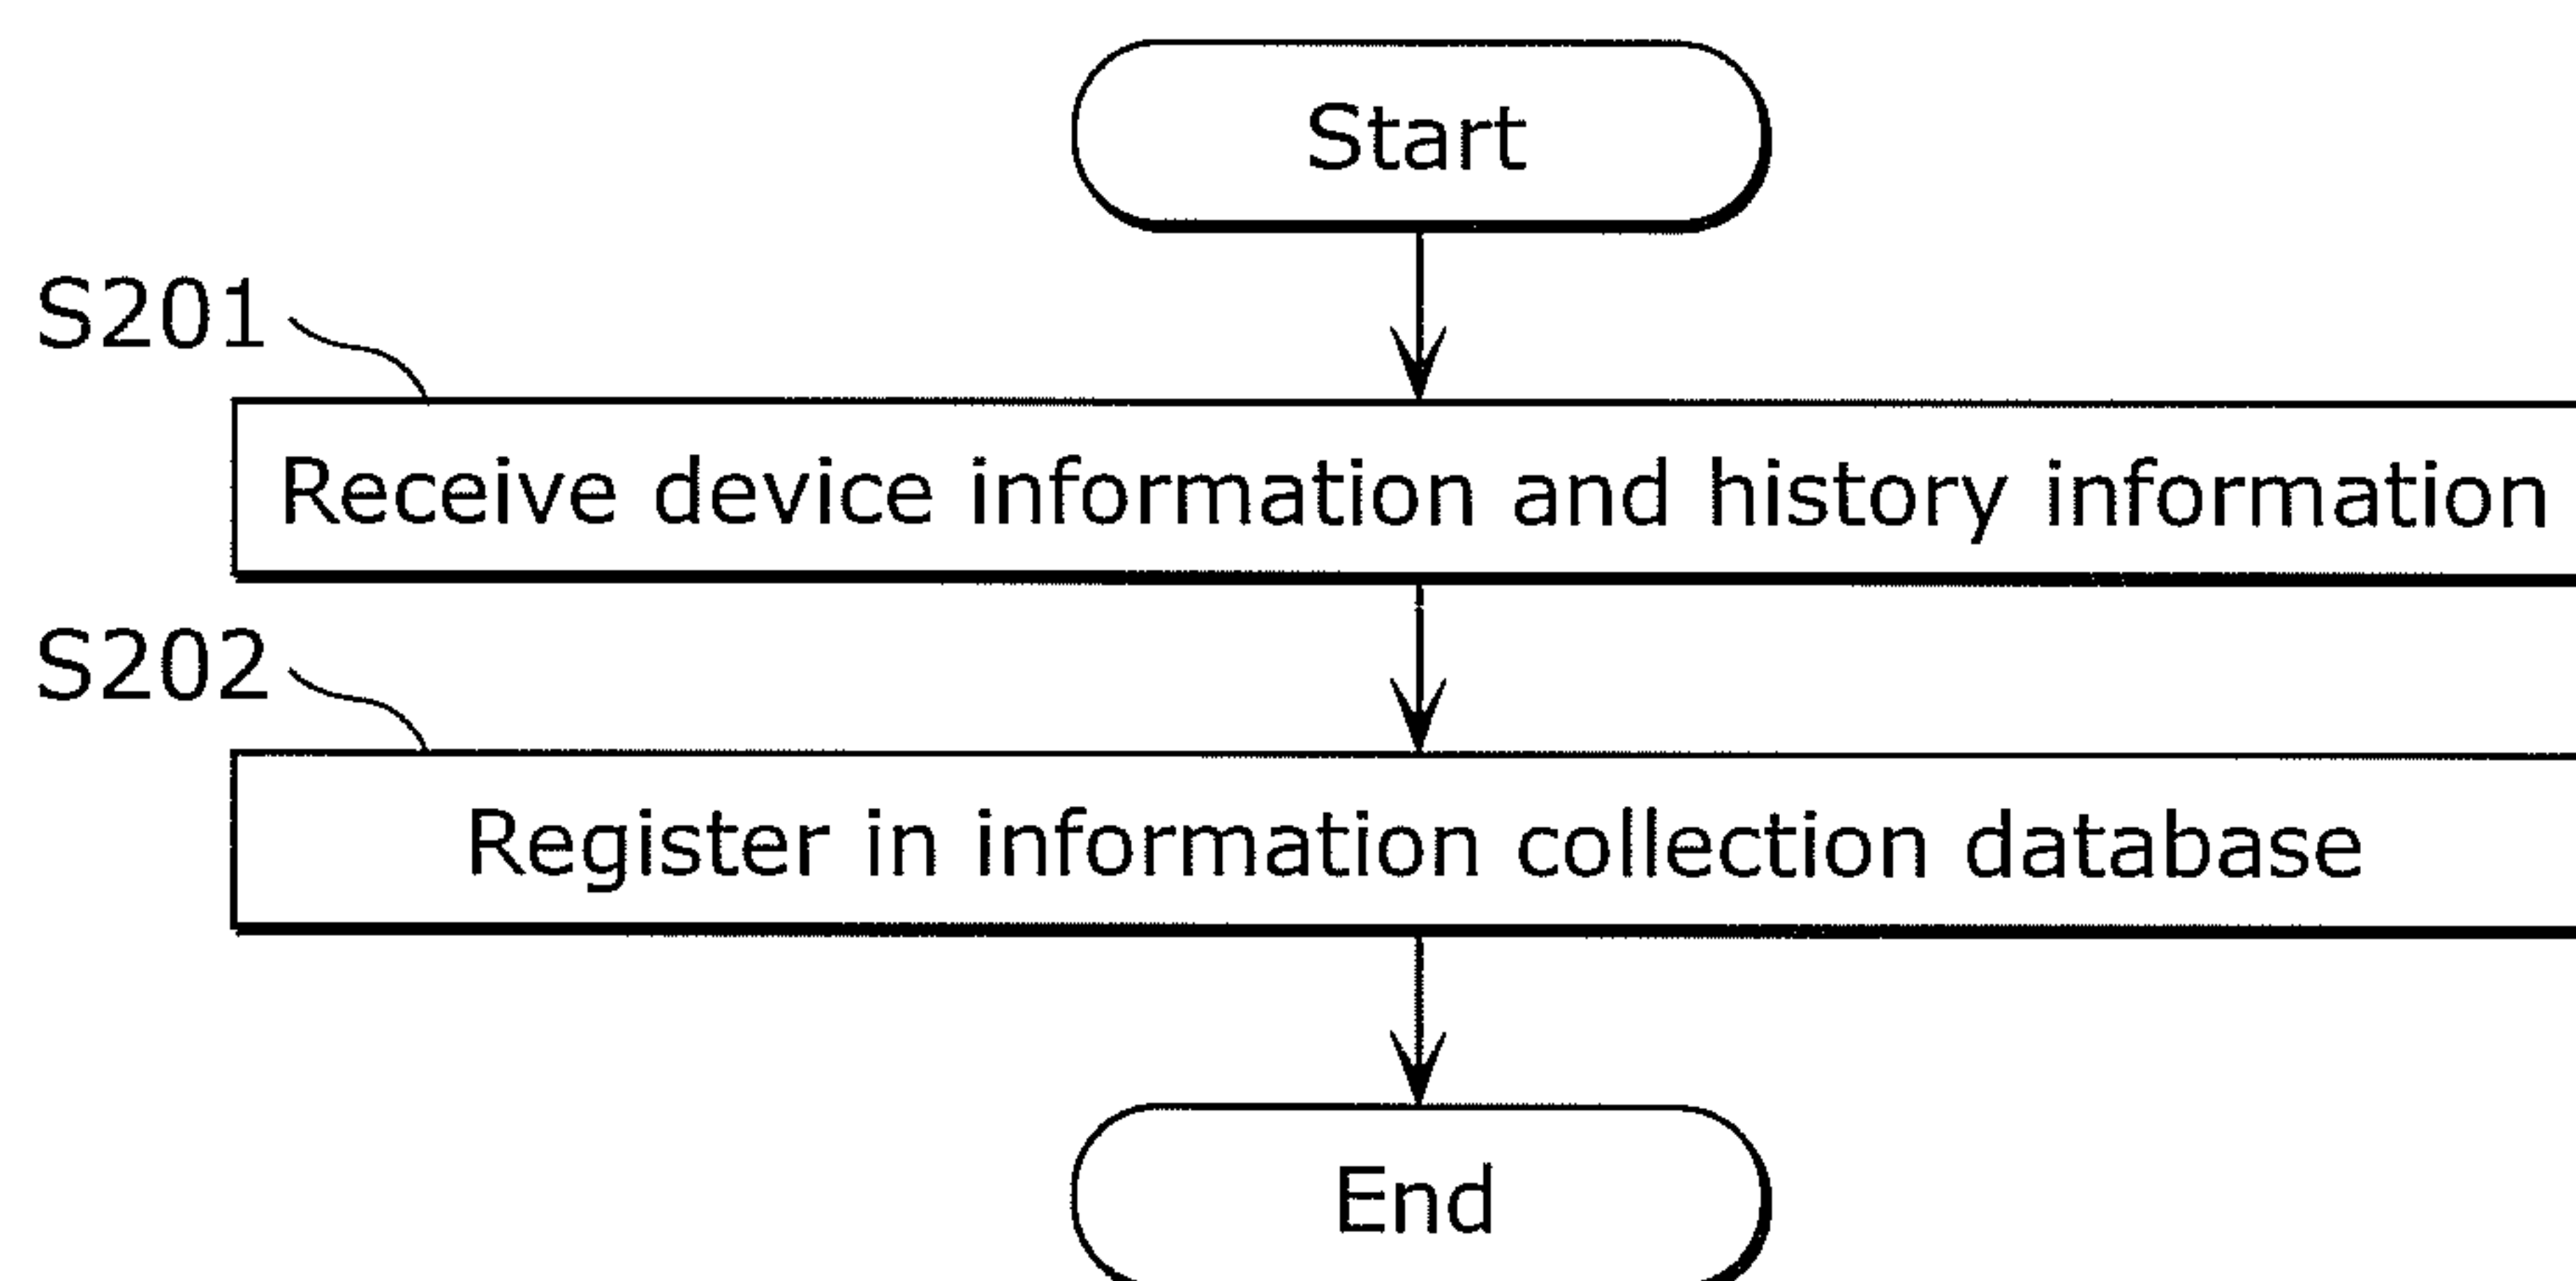 Start
S201
Receive device information and history information
S202
Register in information collection database
End